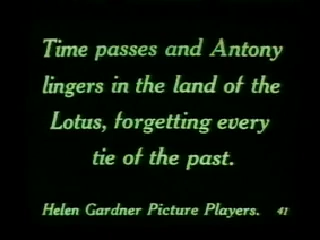 Time passes and Antony
lingers in the land of the
Lotus, forgetting every
tie of the past.
Helen Gardner Picture Players. 41